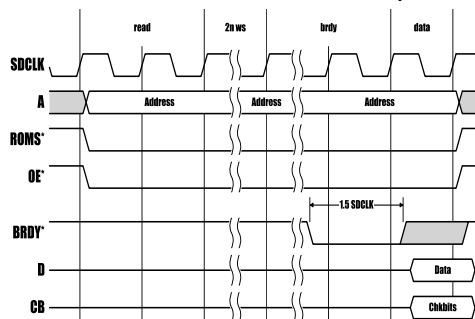 read 2n ws brdy data
SDCLK
A Address Address Address
ROMS*
OE*
1.5 SDCLK
BRDY*
D Data
CB Chkbits